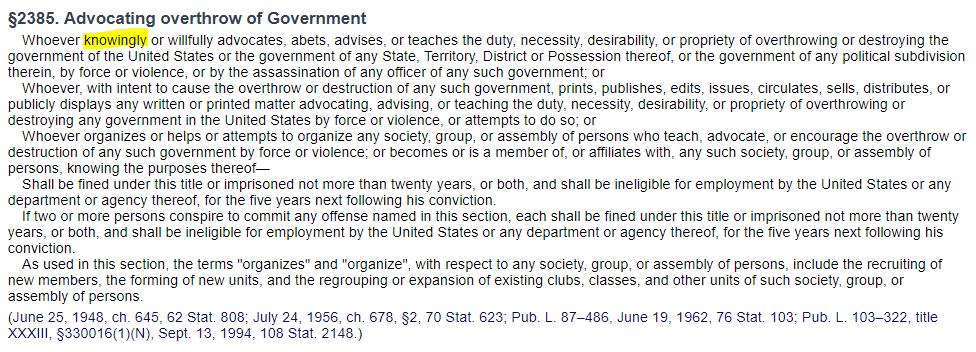 §2385. Advocating overthrow of Government
Whoever knowingly or willfully advocates, abets, advises, or teaches the duty, necessity, desirability, or propriety of overthrowing or destroying the
government of the United States or the government of any State, Territory, District or Possession thereof, or the government of any political subdivision
therein, by force or violence, or by the assassination of any officer of any such government; or
Whoever, with intent to cause the overthrow or destruction of any such government, prints, publishes, edits, issues, circulates, sells, distributes, or
publicly displays any written or printed matter advocating, advising, or teaching the duty, necessity, desirability, or propriety of overthrowing or
destroying any government in the United States by force or violence, or attempts to do so; or
Whoever organizes or helps or attempts to organize any society, group, or assembly of persons who teach, advocate, or encourage the overthrow or
destruction of any such government by force or violence; or becomes or is a member of, or affiliates with, any such society, group, or assembly of
persons, knowing the purposes thereof—
Shall be fined under this title or imprisoned not more than twenty years, or both, and shall be ineligible for employment by the United States or any
department or agency thereof, for the five years next following his conviction.
If two or more persons conspire to commit any offense named in this section, each shall be fined under this title or imprisoned not more than twenty
years, or both, and shall be ineligible for employment by the United States or any department or agency thereof, for the five years next following his
conviction.
As used in this section, the terms "organizes" and "organize", with respect to any society, group, or assembly of persons, include the recruiting of
new members, the forming of new units, and the regrouping or expansion of existing clubs, classes, and other units of such society, group, or
assembly of persons.
(June 25, 1948, ch. 645, 62 Stat. 808; July 24, 1956, ch. 678, §2, 70 Stat. 623; Pub. L. 87–486, June 19, 1962, 76 Stat. 103; Pub. L. 103–322, title
XXXIII, §330016(1)(N), Sept. 13, 1994, 108 Stat. 2148.)